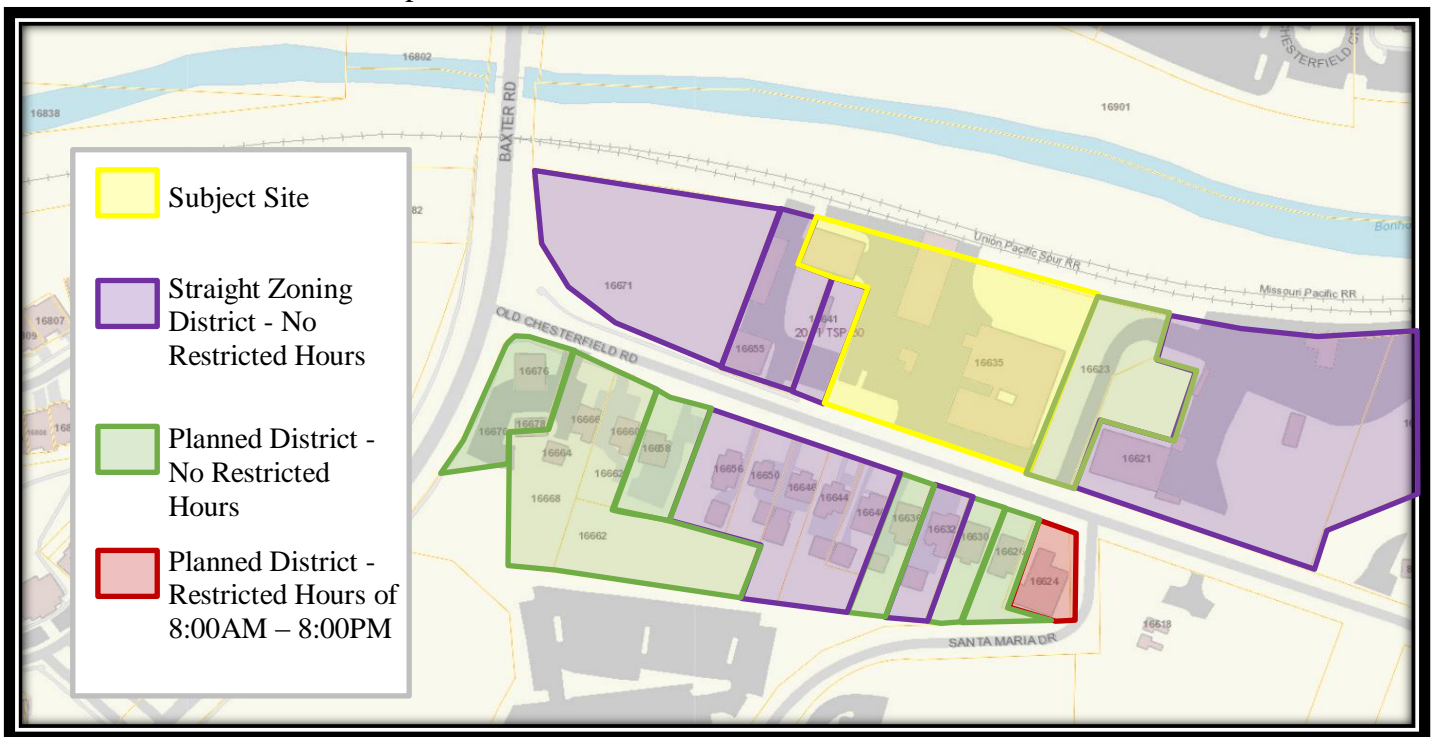 16802
CHESTERFIELD
16838
16901
BAXTER RD
82
Subject Site
Straight Zoning
District - No
Restricted Hours
Planned District -
No Restricted
Hours
Planned District -
Restricted Hours of
8:00AM – 8:00PM
Union Pacific Spur RR
Missouri Pacific RR
16671
OLD CHESTERFIELD RD
16655
16635
16623
16621
16807
16676
16678
16666
16660
16658
16664
16662
16668
16662
16656
16650
16646
16644
16640
16636
16632
16630
16626
16624
16618
SANTA MARIA DR